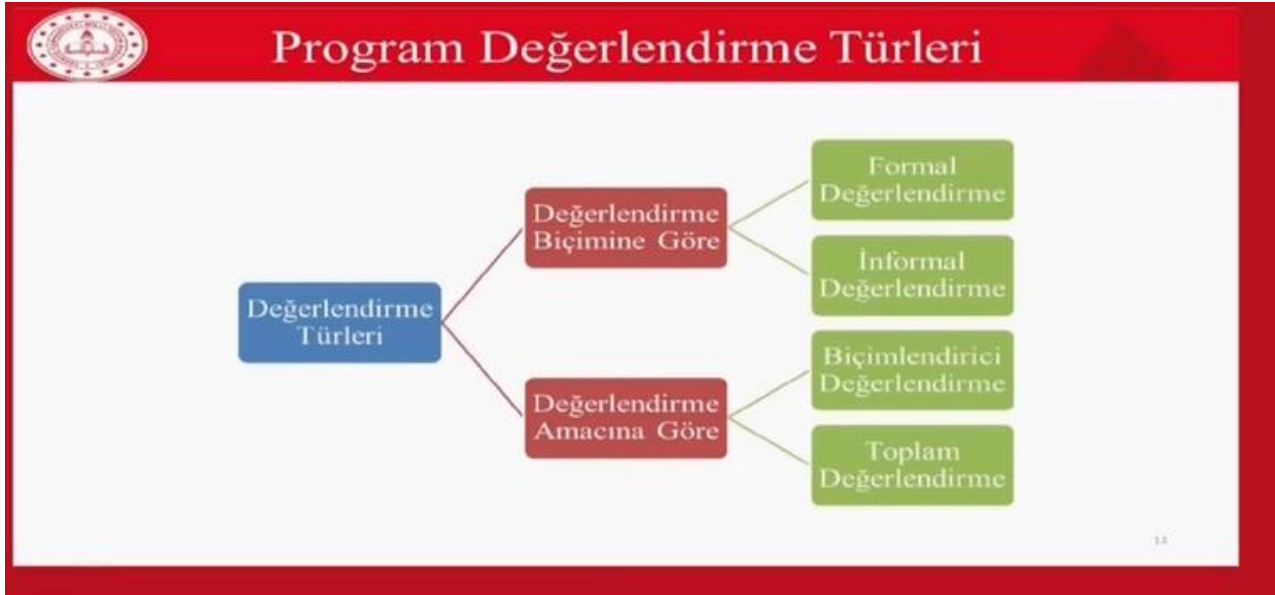 Program Değerlendirme Türleri
Değerlendirme
Türleri
Değerlendirme
Biçimine Göre
Formal
Değerlendirme
İnformal
Değerlendirme
Değerlendirme
Amacına Göre
Biçimlendirici
Değerlendirme
Toplam
Değerlendirme
14